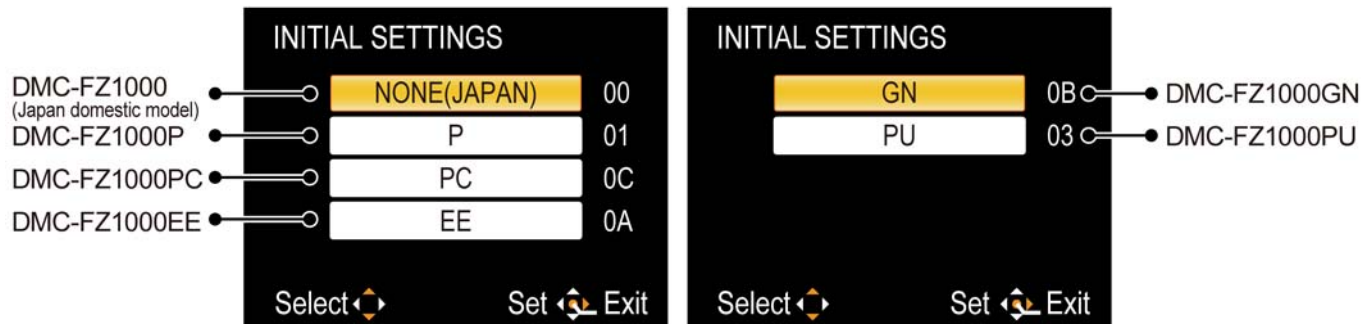 INITIAL SETTINGS
DMC-FZ1000
(Japan domestic model)
NONE(JAPAN) 00
DMC-FZ1000P P 01
DMC-FZ1000PC PC 0C
DMC-FZ1000EE EE 0A
Select Set Exit
INITIAL SETTINGS
GN 0B DMC-FZ1000GN
PU 03 DMC-FZ1000PU
Select Set Exit